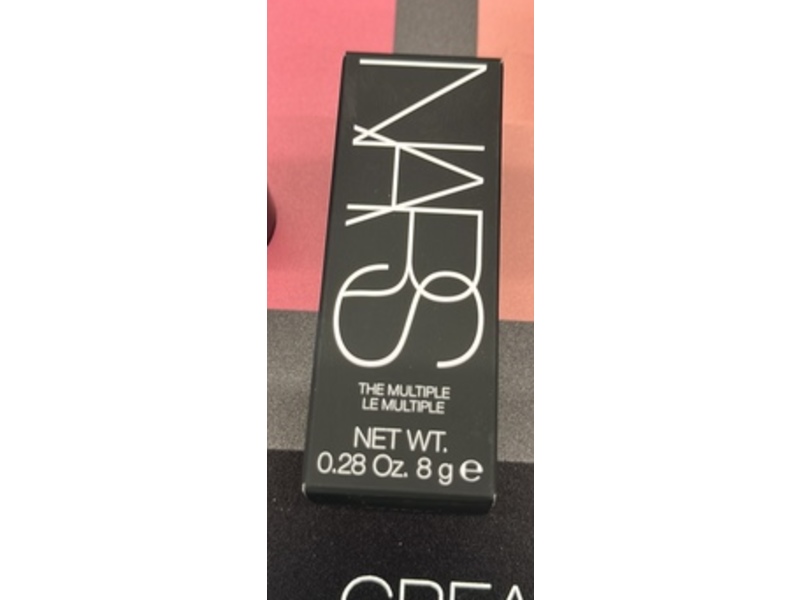 NARS
THE MULTIPLE
LE MULTIPLE
NET WT.
0.28 Oz. 8 g ℮